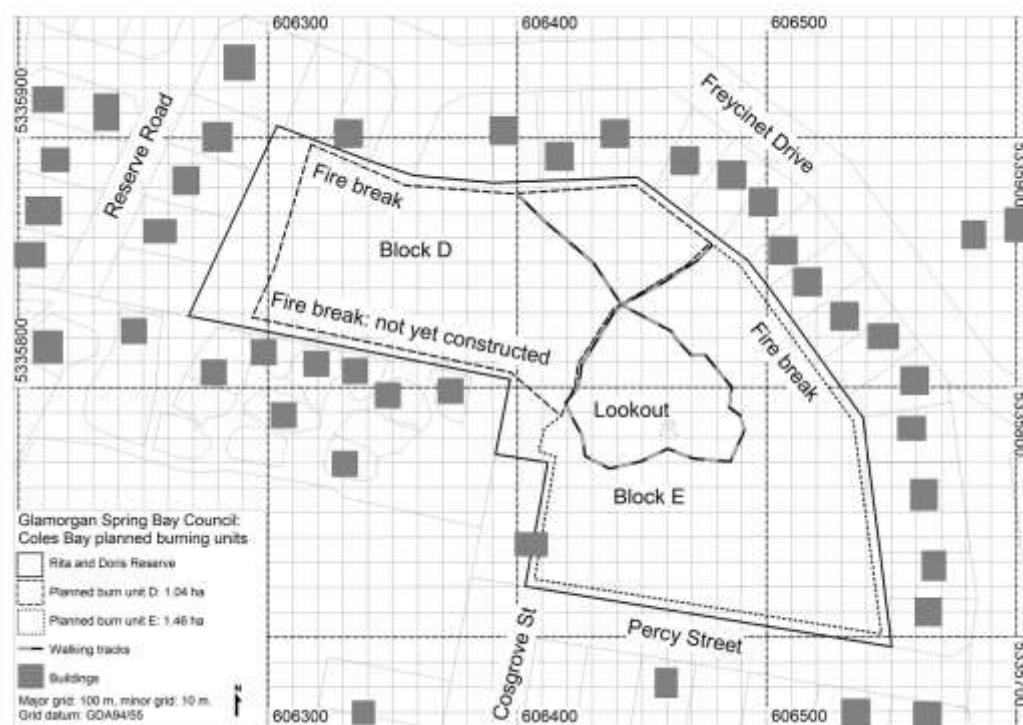 606300
606400
606500
5335900
Reserve Road
Freycinet Drive
5335900
Fire break
Block D
Fire break: not yet constructed
5335800
Fire break
Lookout
5335800
Block E
Glamorgan Spring Bay Council:
Coles Bay planned burning units
Rita and Doris Reserve
Planned burn unit D: 1.04 ha
Planned burn unit E: 1.46 ha
Walking tracks
Buildings
Major grid: 100 m, minor grid: 10 m.
Grid datum: GDA94/55
N
Cosgrove St
Percy Street
5335700
606300
606400
606500